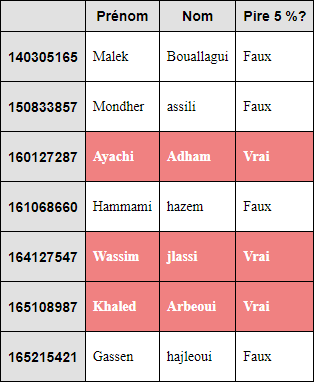 Prénom Nom Pire 5 %?
140305165 Malek Bouallagui Faux
150833857 Mondher assili Faux
160127287 Ayachi Adham Vrai
161068660 Hammami hazem Faux
164127547 Wassim jlassi Vrai
165108987 Khaled Arbeoui Vrai
165215421 Gassen hajleoui Faux